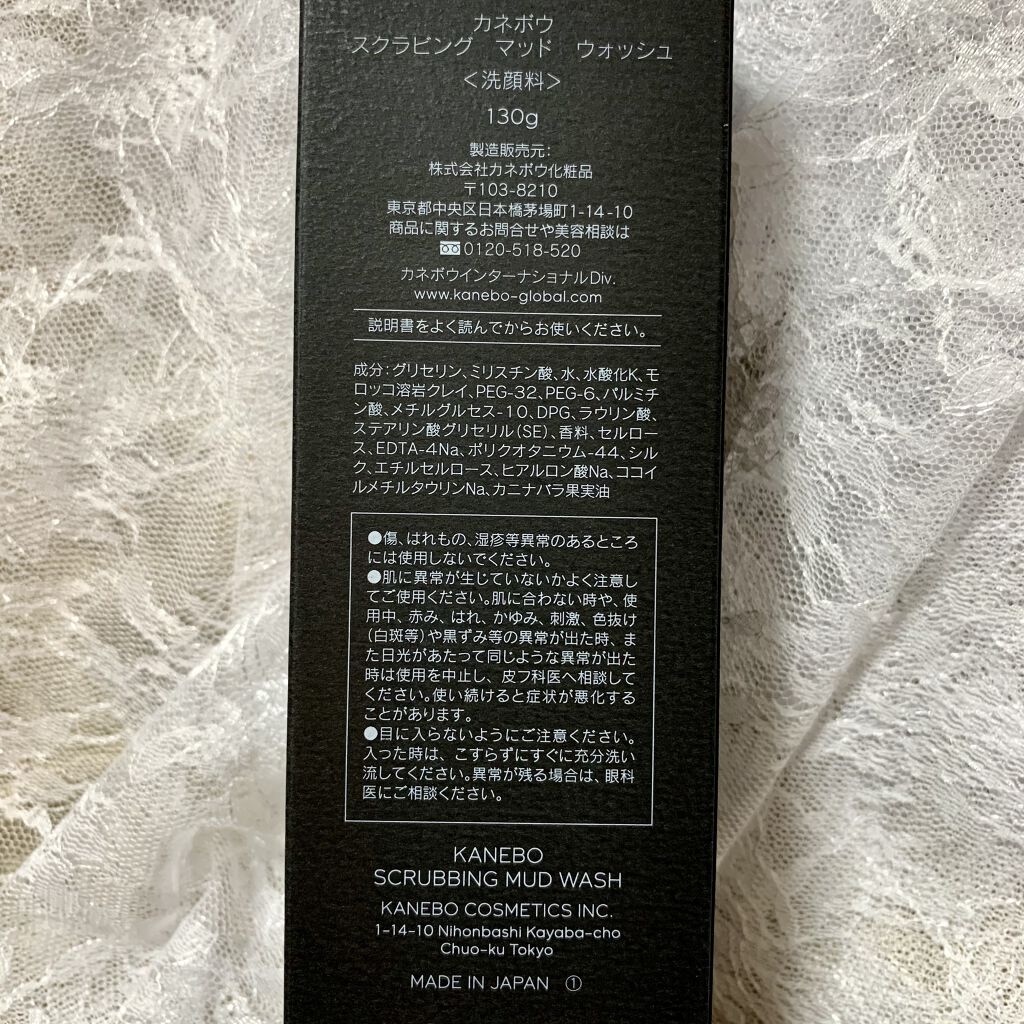 カネボウ
スクラビング　マッド　ウォッシュ
＜洗顔料＞
130g
製造販売元：
株式会社カネボウ化粧品
〒103-8210
東京都中央区日本橋茅場町1-14-10
商品に関するお問合せや美容相談は
0120-518-520
カネボウインターナショナルDiv.
www.kanebo-global.com
説明書をよく読んでからお使いください。
成分：グリセリン、ミリスチン酸、水、水酸化K、モ
ロッコ溶岩クレイ、PEG-32、PEG-6、パルミチ
ン酸、メチルグルセス-10、DPG、ラウリン酸、
ステアリン酸グリセリル（SE）、香料、セルロー
ス、EDTA-4Na、ポリクオタニウム-44、シル
ク、エチルセルロース、ヒアルロン酸Na、ココイ
ルメチルタウリンNa、カニナバラ果実油
●傷、はれもの、湿疹等異常のあるところ
には使用しないでください。
●肌に異常が生じていないかよく注意し
てご使用ください。肌に合わない時や、使
用中、赤み、はれ、かゆみ、刺激、色抜け
（白斑等）や黒ずみ等の異常が出た時、ま
た日光があたって同じような異常が出た
時は使用を中止し、皮フ科医へ相談して
ください。使い続けると症状が悪化する
ことがあります。
●目に入らないようにご注意ください。
入った時は、こすらずにすぐに充分洗い
流してください。異常が残る場合は、眼科
医にご相談ください。
KANEBO
SCRUBBING MUD WASH
KANEBO COSMETICS INC.
1-14-10 Nihonbashi Kayaba-cho
Chuo-ku Tokyo
MADE IN JAPAN ①